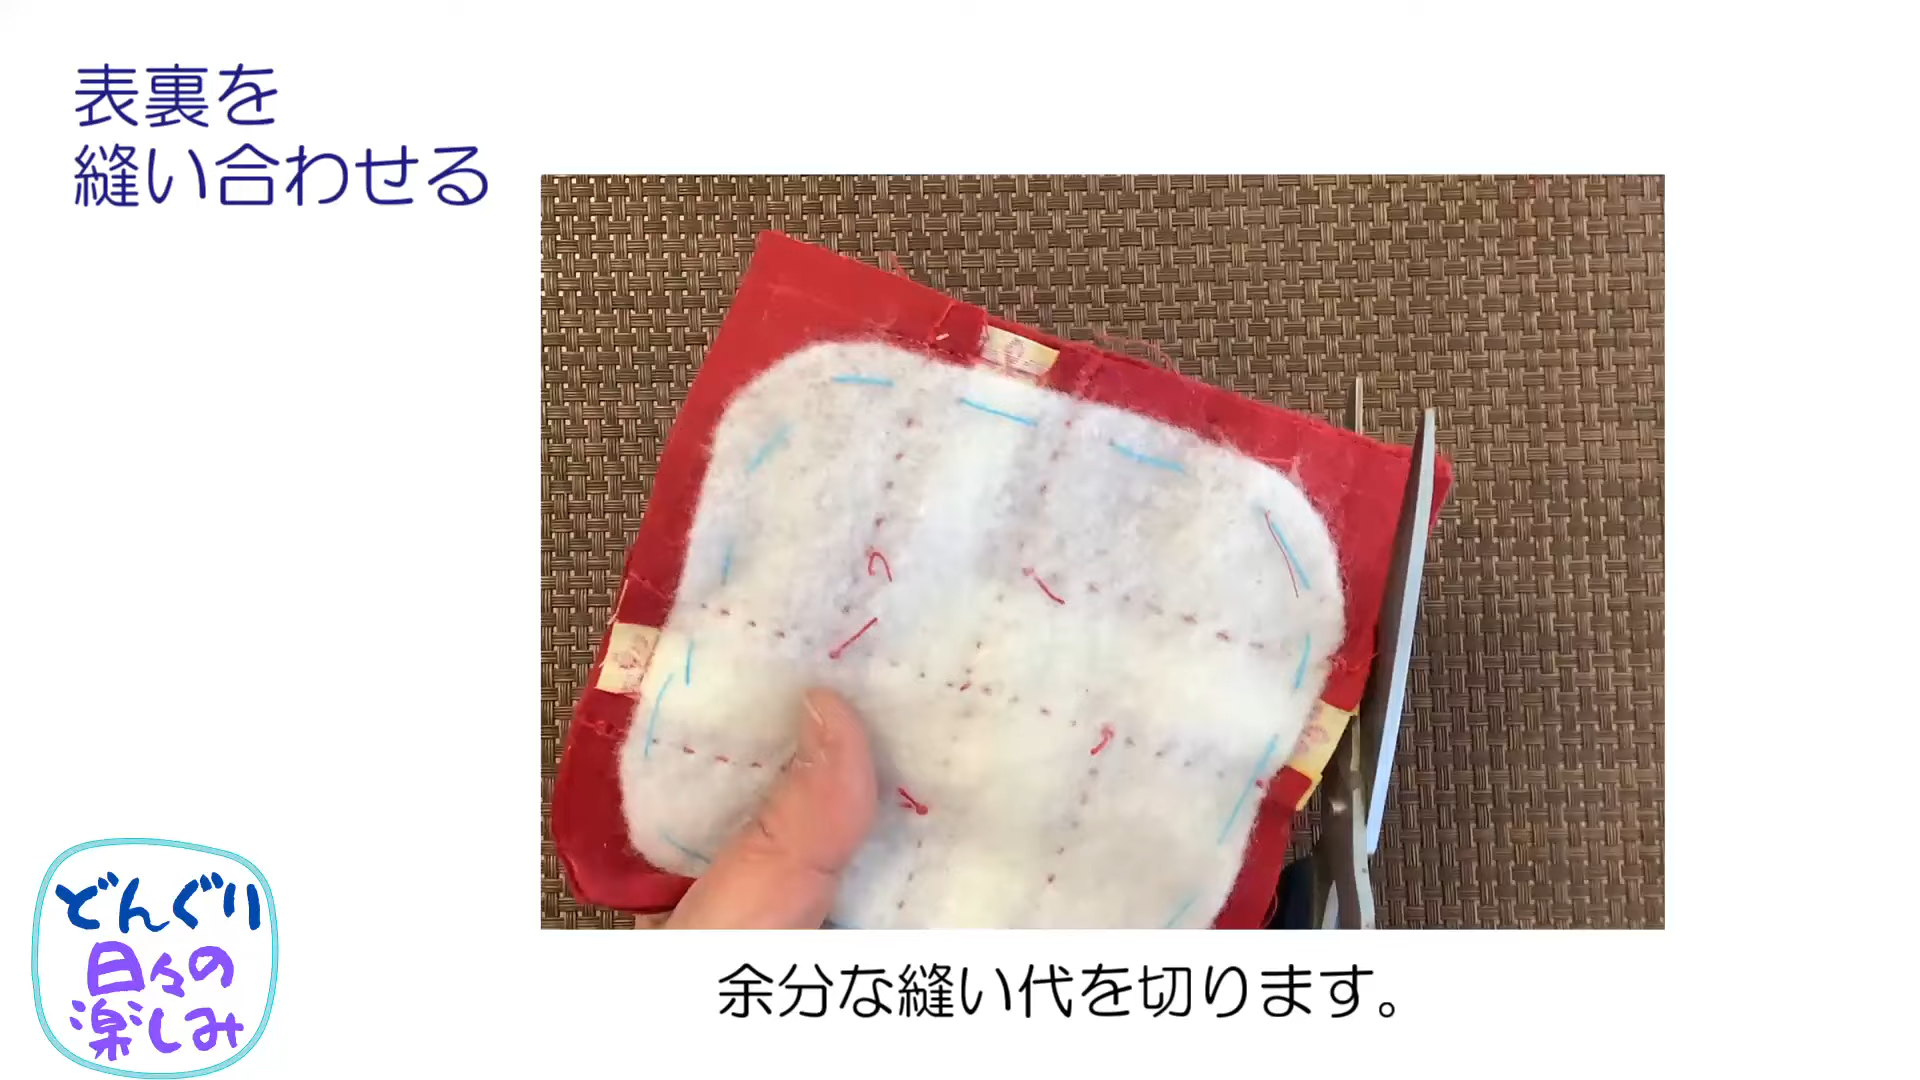 表裏を
縫い合わせる
余分な縫い代を切ります。
どんぐり
日々の
楽しみ